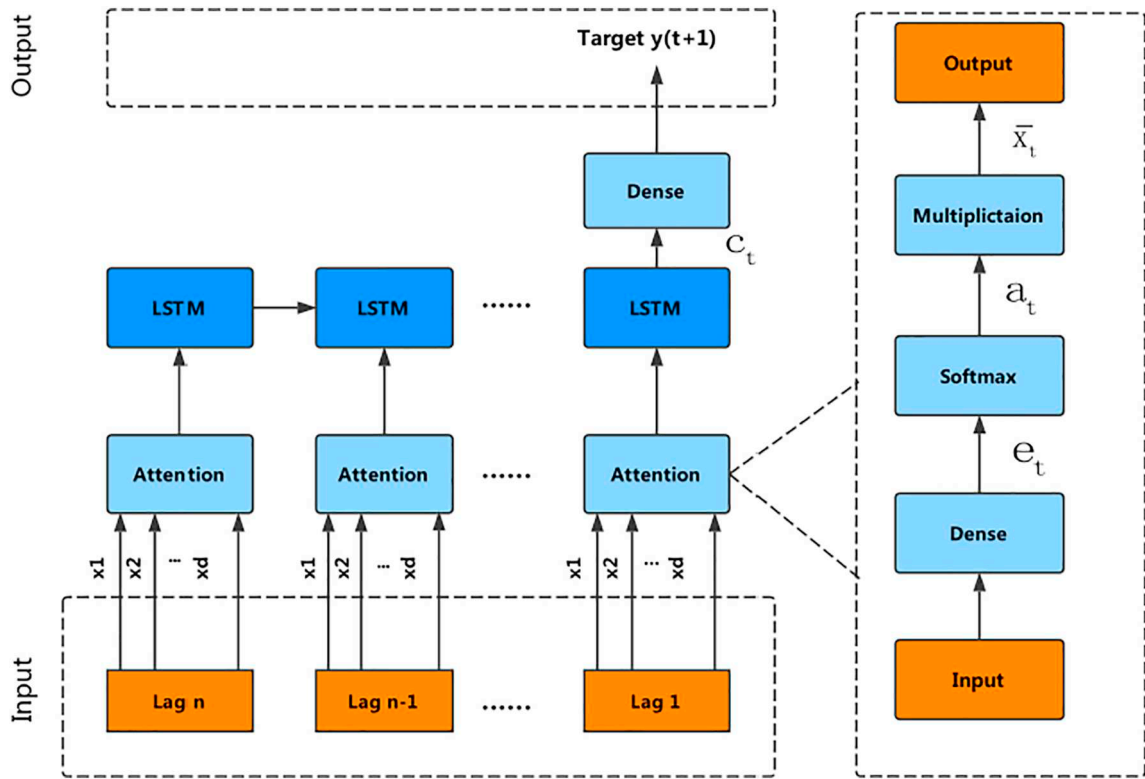 Output
Target y(t+1)
Dense
c_t
LSTM
LSTM
......
LSTM
Attention
Attention
......
Attention
x1
x2
...
xd
x1
x2
...
xd
x1
x2
...
xd
Input
Lag n
Lag n-1
......
Lag 1
Output
x̄_t
Multiplictaion
a_t
Softmax
e_t
Dense
Input